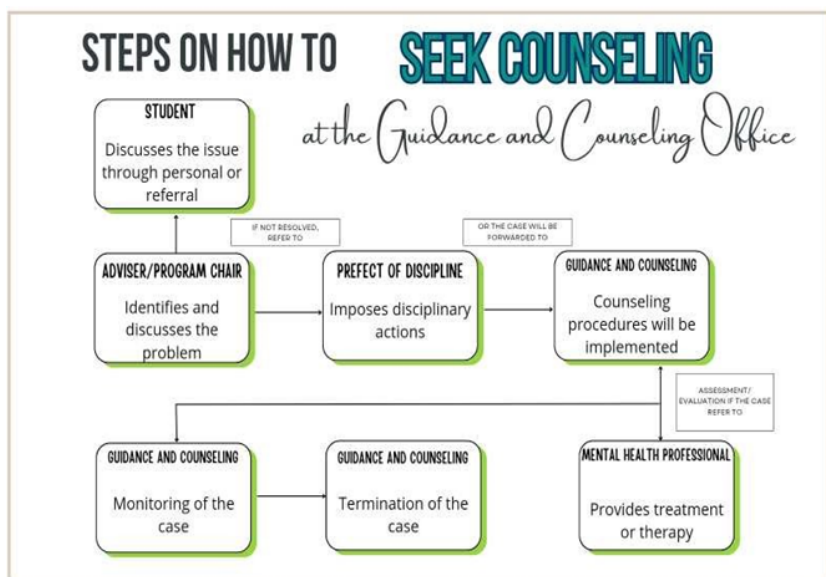 STEPS ON HOW TO SEEK COUNSELING
at the Guidance and Counseling Office
STUDENT
Discusses the issue
through personal or
referral
IF NOT RESOLVED,
REFER TO
OR THE CASE WILL BE
FORWARDED TO
ADVISER/PROGRAM CHAIR
Identifies and
discusses the
problem
PREFECT OF DISCIPLINE
Imposes disciplinary
actions
GUIDANCE AND COUNSELING
Counseling
procedures will be
implemented
ASSESSMENT/
EVALUATION IF THE CASE
REFER TO
GUIDANCE AND COUNSELING
Monitoring of the
case
GUIDANCE AND COUNSELING
Termination of the
case
MENTAL HEALTH PROFESSIONAL
Provides treatment
or therapy